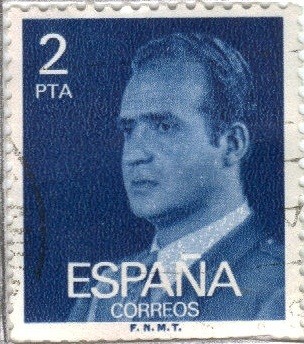 2
PTA
ESPAÑA
CORREOS
F.N.M.T.